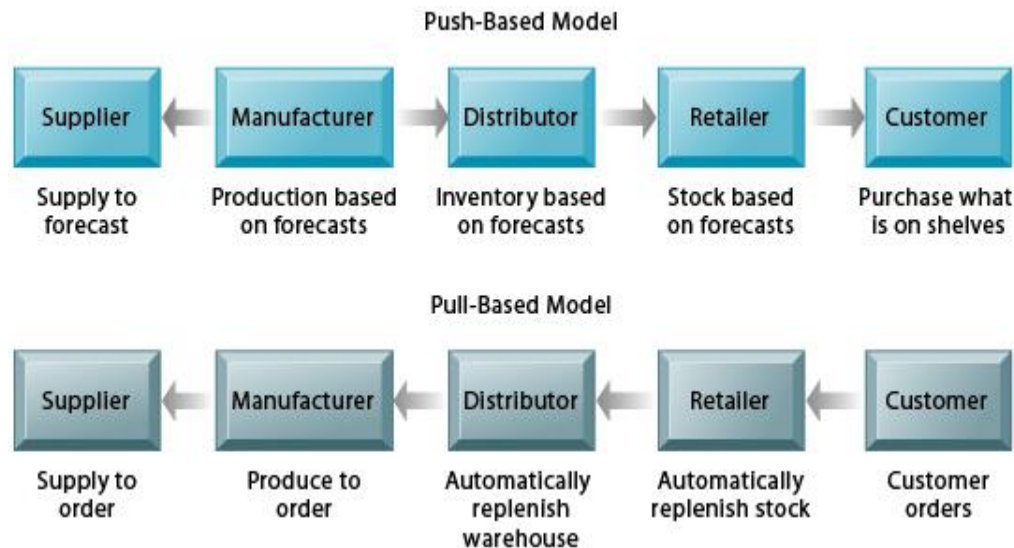 Push-Based Model
Supplier
Manufacturer
Distributor
Retailer
Customer
Supply to
forecast
Production based
on forecasts
Inventory based
on forecasts
Stock based
on forecasts
Purchase what
is on shelves
Pull-Based Model
Supplier
Manufacturer
Distributor
Retailer
Customer
Supply to
order
Produce to
order
Automatically
replenish
warehouse
Automatically
replenish stock
Customer
orders